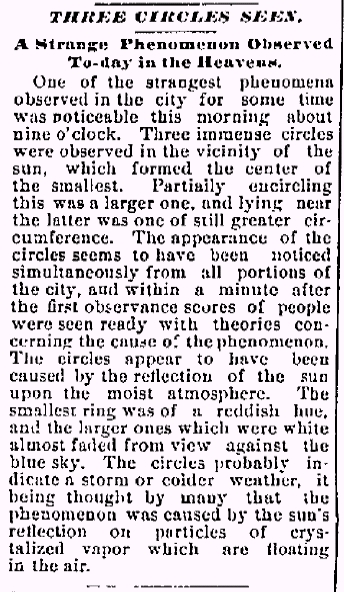 THREE CIRCLES SEEN.
A Strange Phenomenon Observed
To-day in the Heavens.
One of the strangest phenomena
observed in the city for some time
was noticeable this morning about
nine o'clock. Three immense circles
were observed in the vicinity of the
sun, which formed the center of
the smallest. Partially encircling
this was a larger one, and lying near
the latter was one of still greater cir-
cumference. The appearance of the
circles seems to have been noticed
simultaneously from all portions of
the city, and within a minute after
the first observance scores of people
were seen ready with theories con-
cerning the cause of the phenomenon.
The circles appear to have been
caused by the reflection of the sun
upon the moist atmosphere. The
smallest ring was of a reddish hue,
and the larger ones which were white
almost faded from view against the
blue sky. The circles probably in-
dicate a storm or colder weather, it
being thought by many that the
phenomenon was caused by the sun's
reflection on particles of crys-
talized vapor which are floating
in the air.